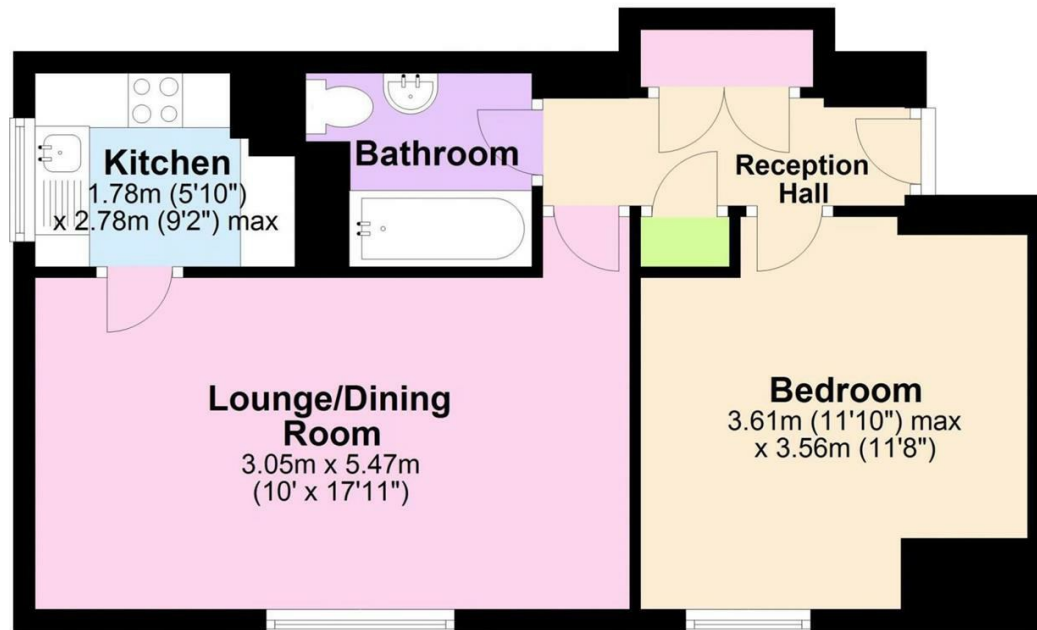 Kitchen
1.78m (5'10")
x 2.78m (9'2") max
Bathroom
Reception
Hall
Lounge/Dining
Room
3.05m x 5.47m
(10' x 17'11")
Bedroom
3.61m (11'10") max
x 3.56m (11'8")